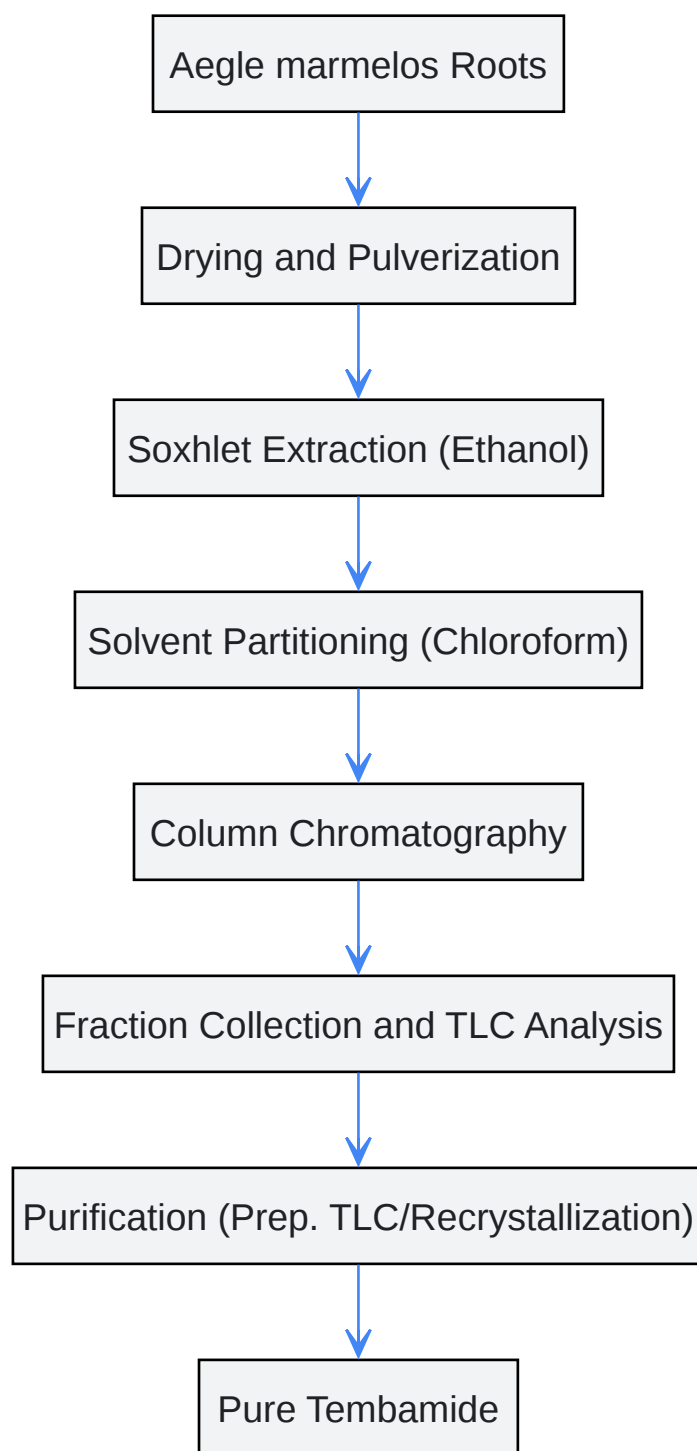 Aegle marmelos Roots
Drying and Pulverization
Soxhlet Extraction (Ethanol)
Solvent Partitioning (Chloroform)
Column Chromatography
Fraction Collection and TLC Analysis
Purification (Prep. TLC/Recrystallization)
Pure Tembamide